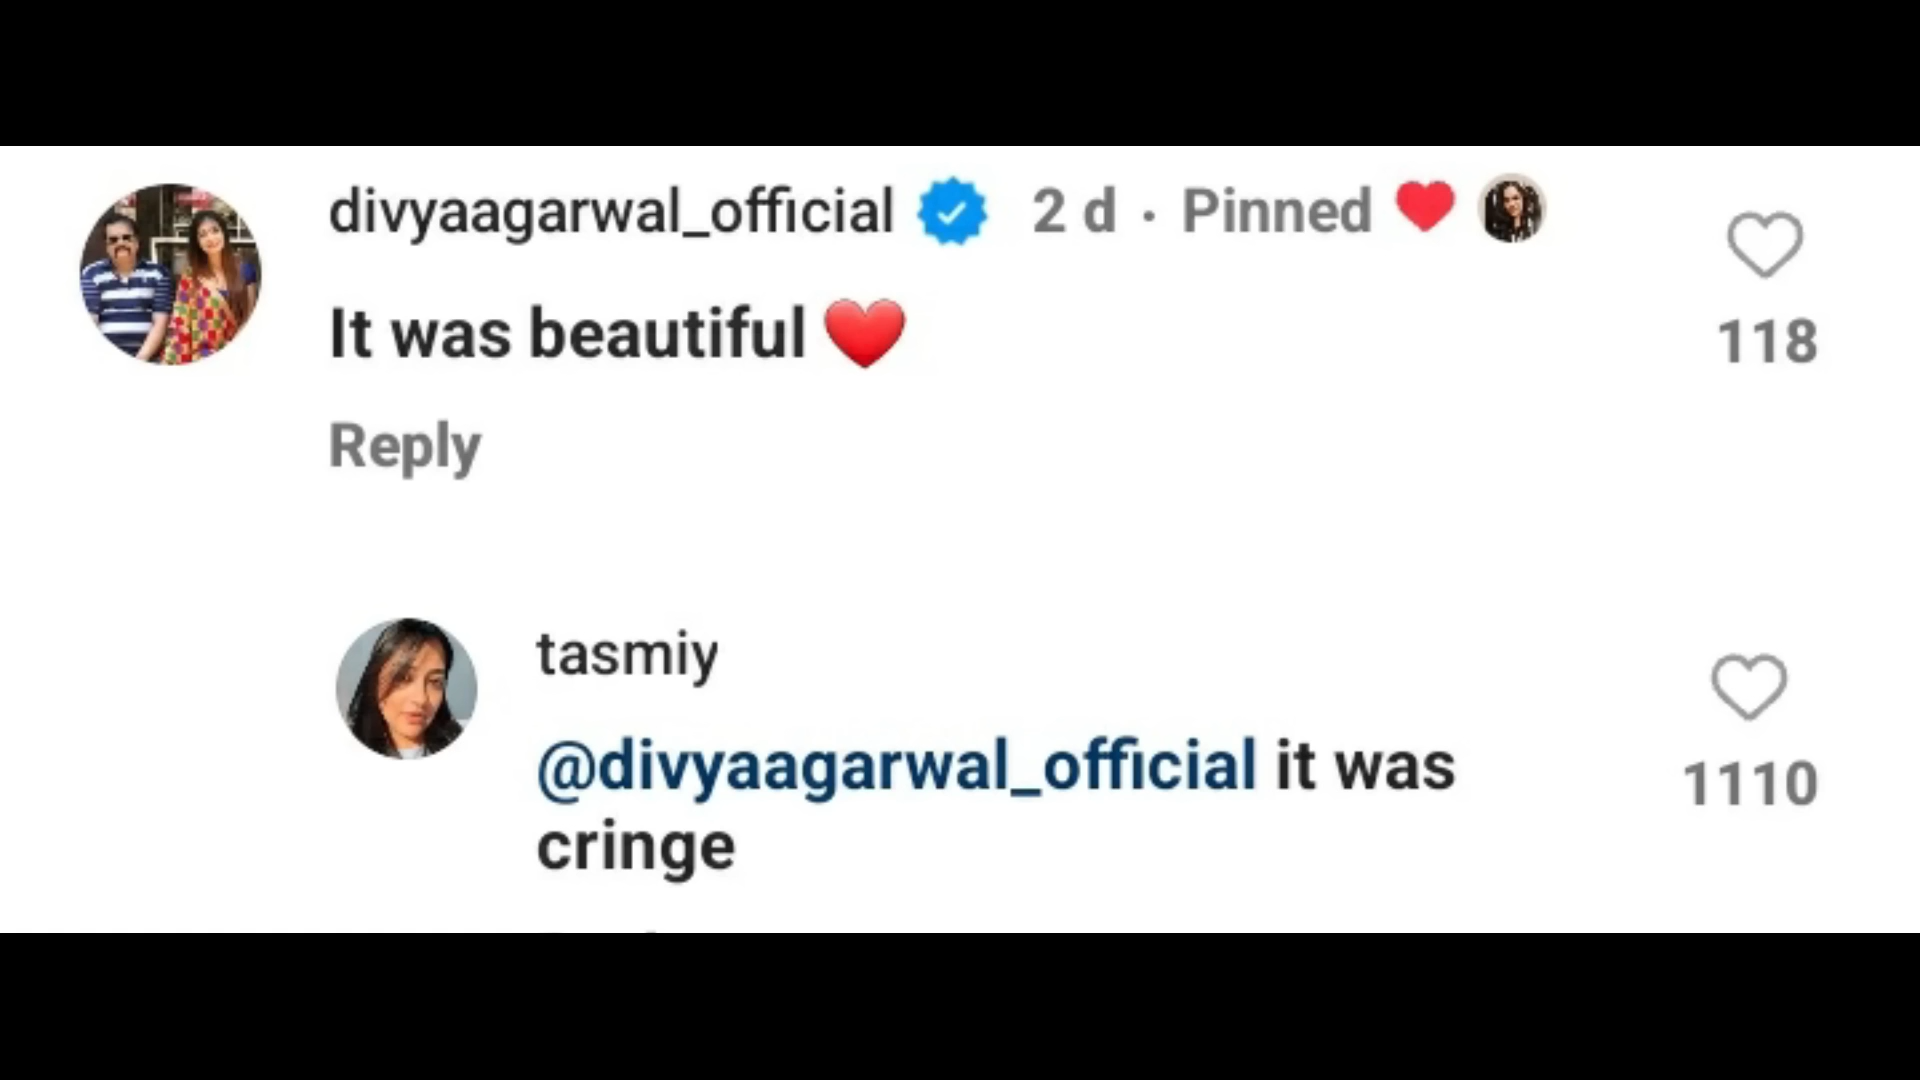 divyaagarwal_official 2 d · Pinned
It was beautiful ❤️
118
Reply
tasmiy
@divyaagarwal_official it was
cringe
1110